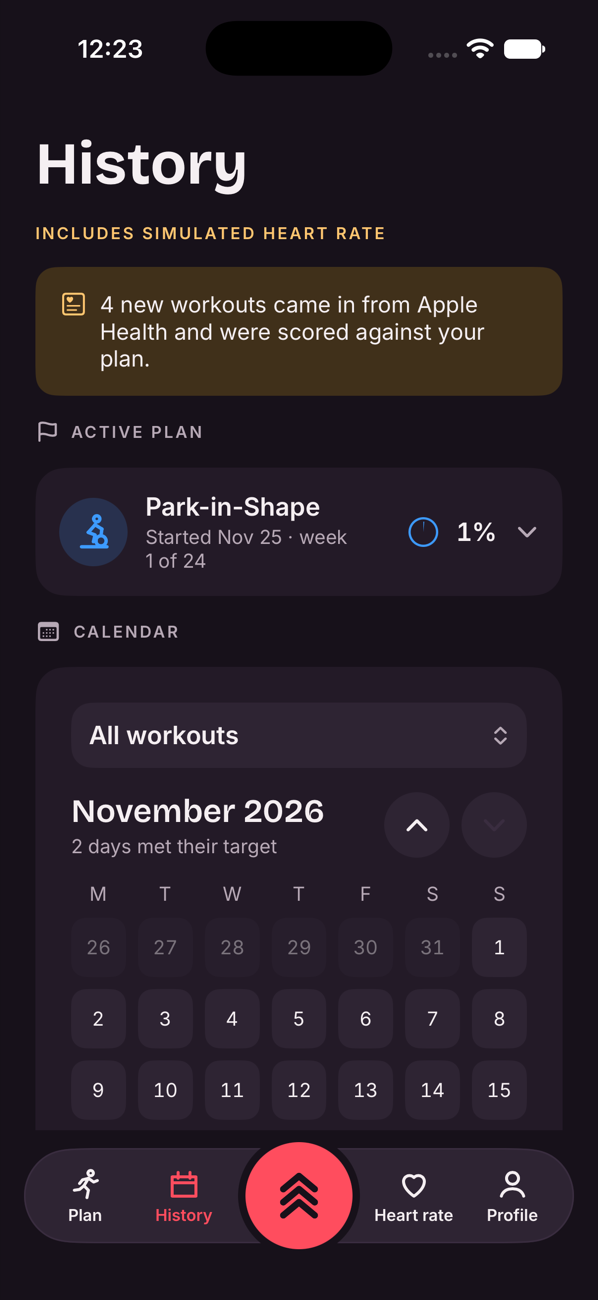 12:23
History
INCLUDES SIMULATED HEART RATE
4 new workouts came in from Apple
Health and were scored against your
plan.
ACTIVE PLAN
Park-in-Shape
Started Nov 25 · week
1 of 24
1%
CALENDAR
All workouts
November 2026
2 days met their target
M T W T F S S
26 27 28 29 30 31 1
2 3 4 5 6 7 8
9 10 11 12 13 14 15
Plan History Heart rate Profile